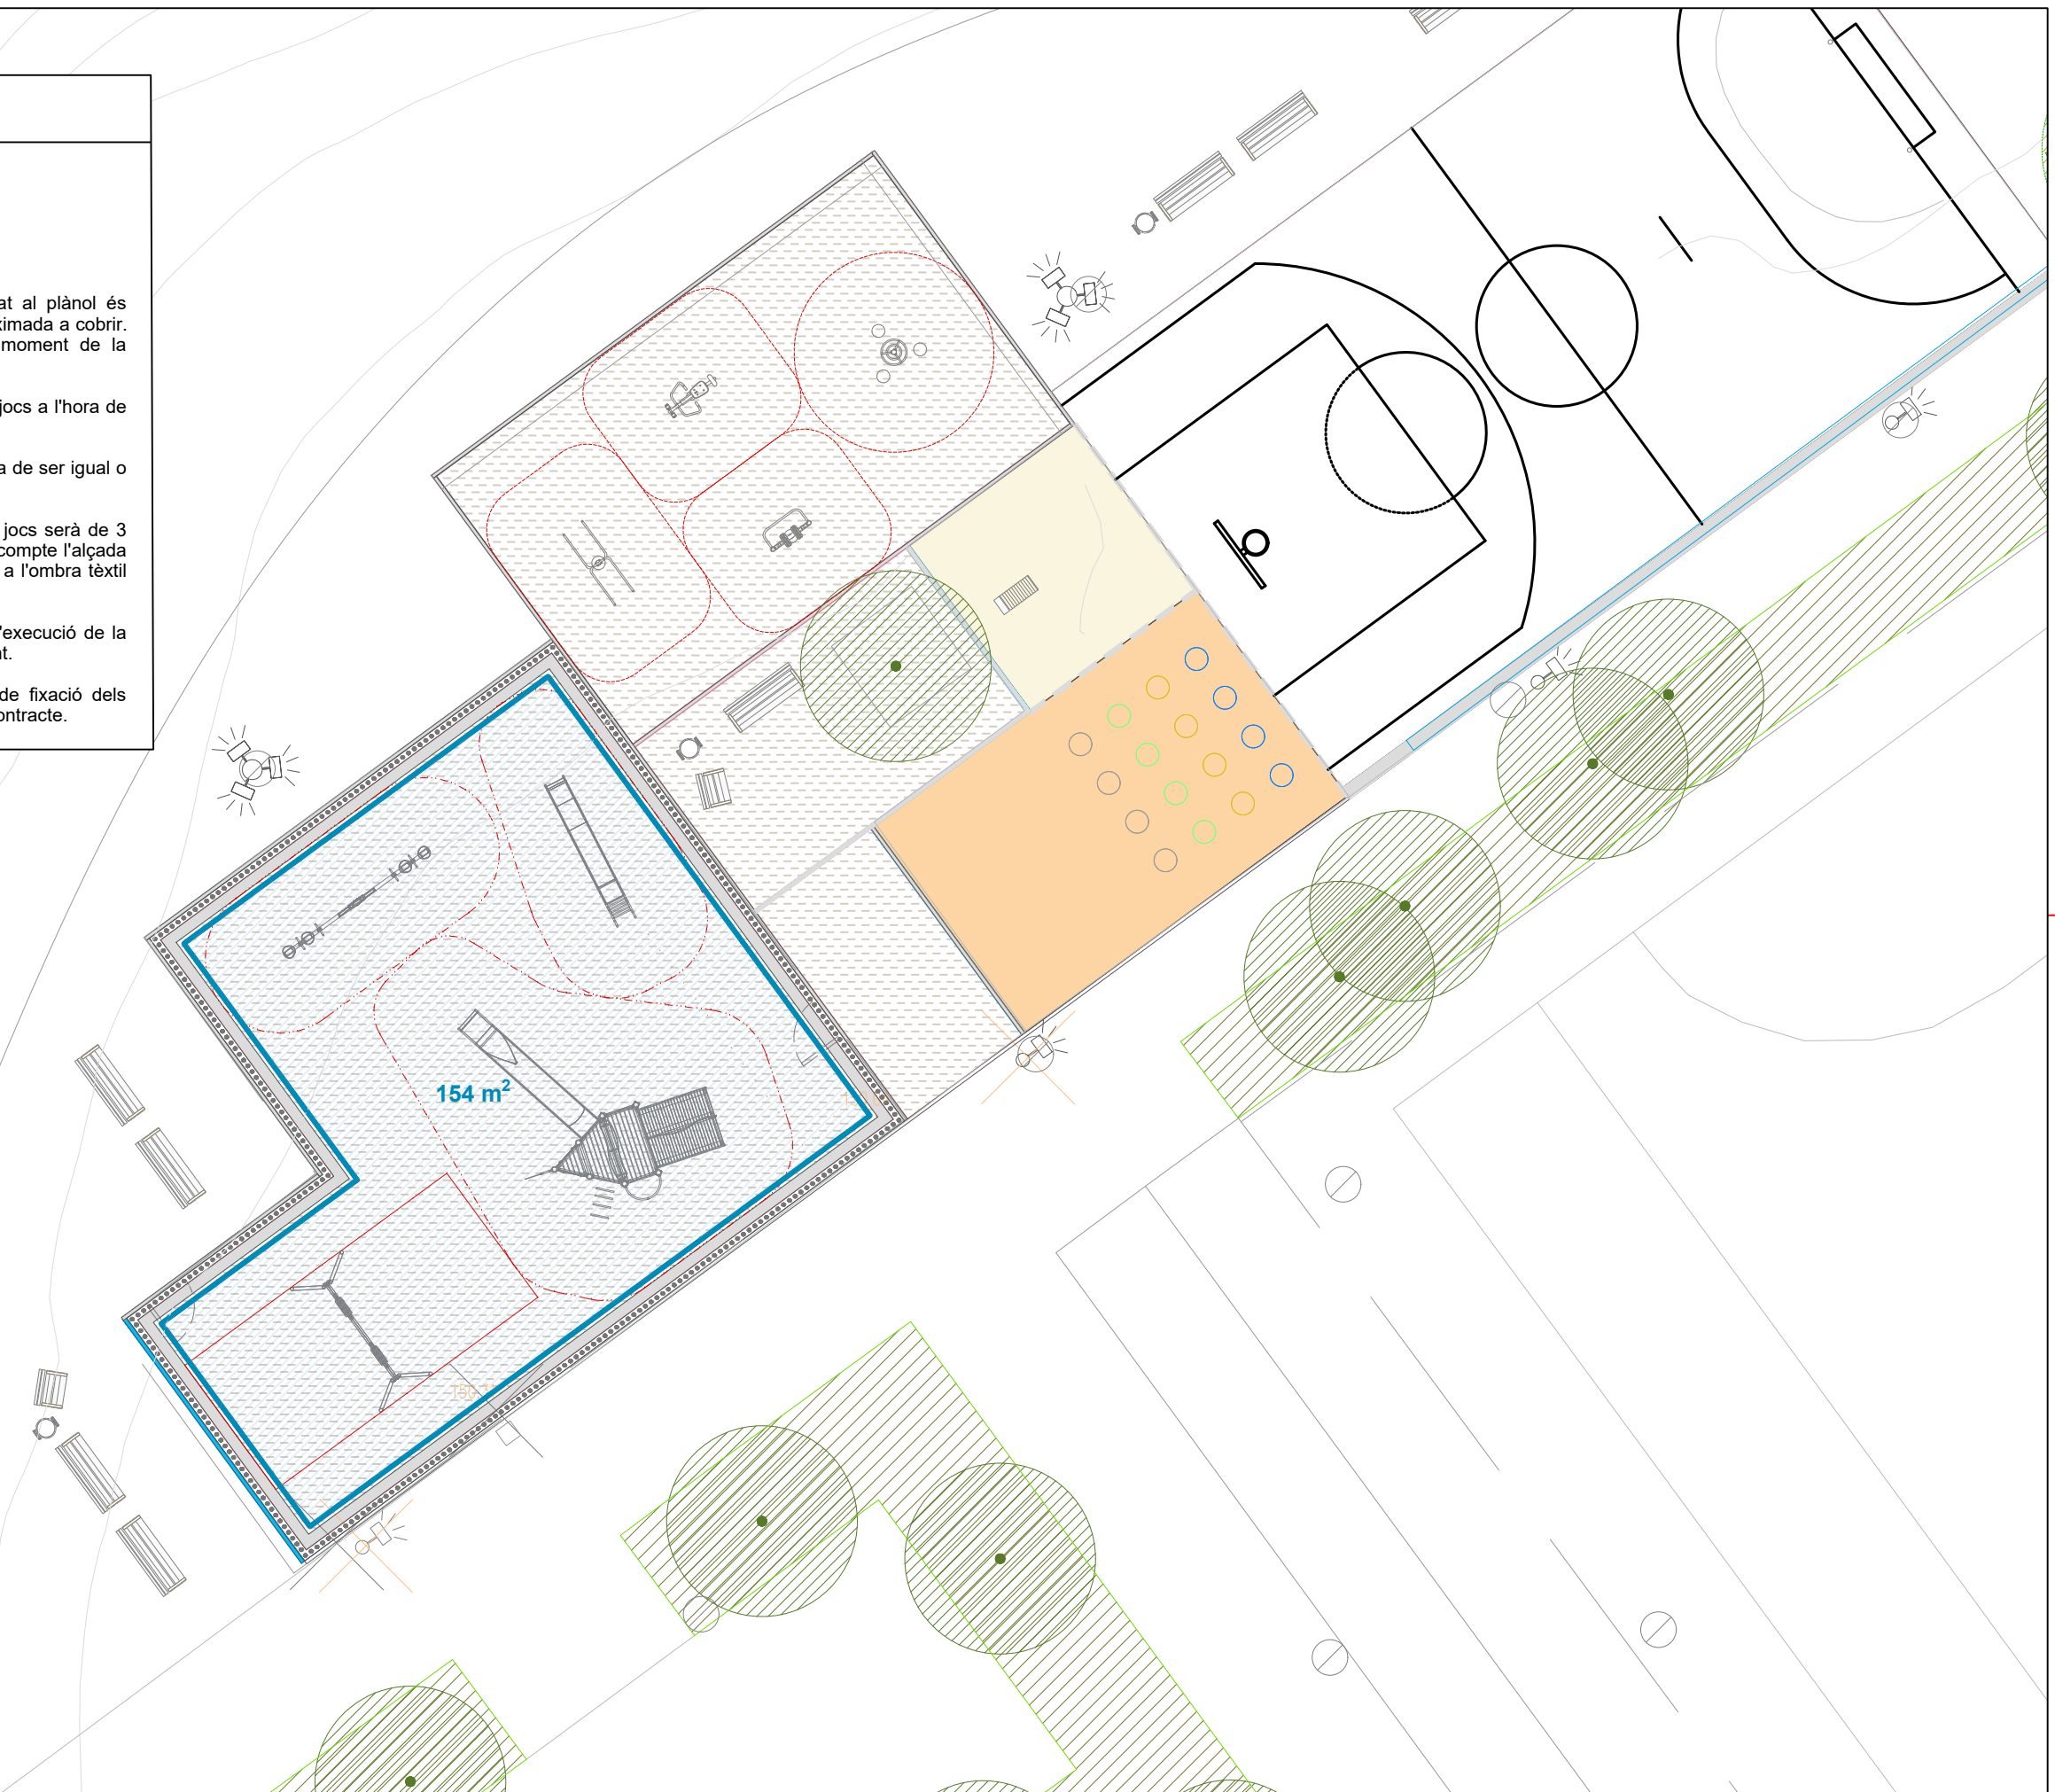 at al plànol és
ximada a cobrir.
moment de la
jocs a l'hora de
a de ser igual o
jocs serà de 3
compte l'alçada
a l'ombra tèxtil
l'execució de la
nt.
de fixació dels
ontracte.
154 m²